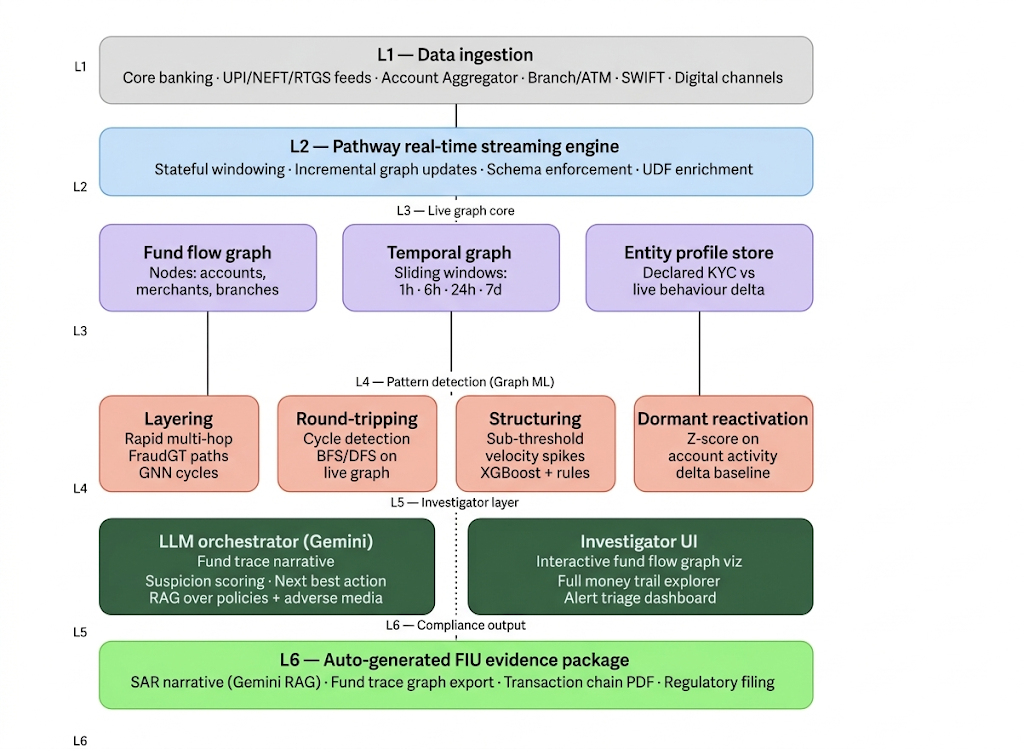 L1 — Data ingestion
L1
Core banking · UPI/NEFT/RTGS feeds · Account Aggregator · Branch/ATM · SWIFT · Digital channels
L2 — Pathway real-time streaming engine
Stateful windowing · Incremental graph updates · Schema enforcement · UDF enrichment
L2
L3 — Live graph core
Fund flow graph
Nodes: accounts,
merchants, branches
Temporal graph
Sliding windows:
1h · 6h · 24h · 7d
Entity profile store
Declared KYC vs
live behaviour delta
L3
L4 — Pattern detection (Graph ML)
Layering
Rapid multi-hop
FraudGT paths
GNN cycles
Round-tripping
Cycle detection
BFS/DFS on
live graph
Structuring
Sub-threshold
velocity spikes
XGBoost + rules
Dormant reactivation
Z-score on
account activity
delta baseline
L4
L5 — Investigator layer
LLM orchestrator (Gemini)
Fund trace narrative
Suspicion scoring · Next best action
RAG over policies + adverse media
Investigator UI
Interactive fund flow graph viz
Full money trail explorer
Alert triage dashboard
L6 — Compliance output
L5
L6 — Auto-generated FIU evidence package
SAR narrative (Gemini RAG) · Fund trace graph export · Transaction chain PDF · Regulatory filing
L6